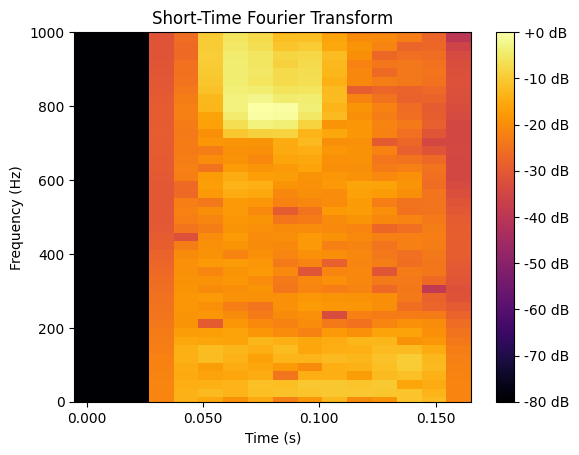 Short-Time Fourier Transform
1000
800
600
400
200
0
Frequency (Hz)
0.000
0.050
0.100
0.150
Time (s)
+0 dB
-10 dB
-20 dB
-30 dB
-40 dB
-50 dB
-60 dB
-70 dB
-80 dB